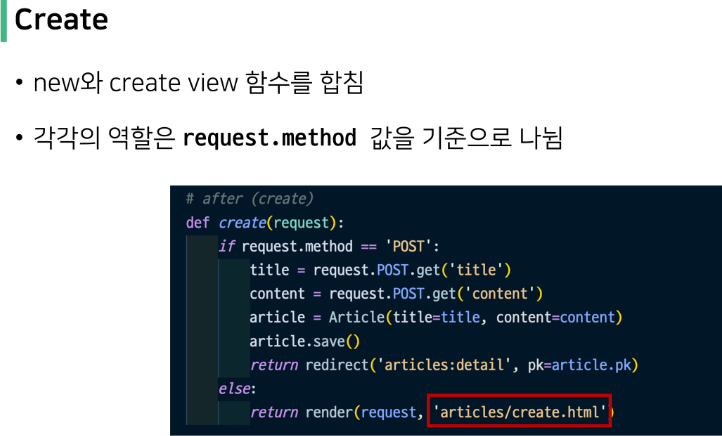 Create
• new와 create view 함수를 합침
• 각각의 역할은 request.method 값을 기준으로 나뉨
# after (create)
def create(request):
    if request.method == 'POST':
        title = request.POST.get('title')
        content = request.POST.get('content')
        article = Article(title=title, content=content)
        article.save()
        return redirect('articles:detail', pk=article.pk)
    else:
        return render(request, 'articles/create.html')